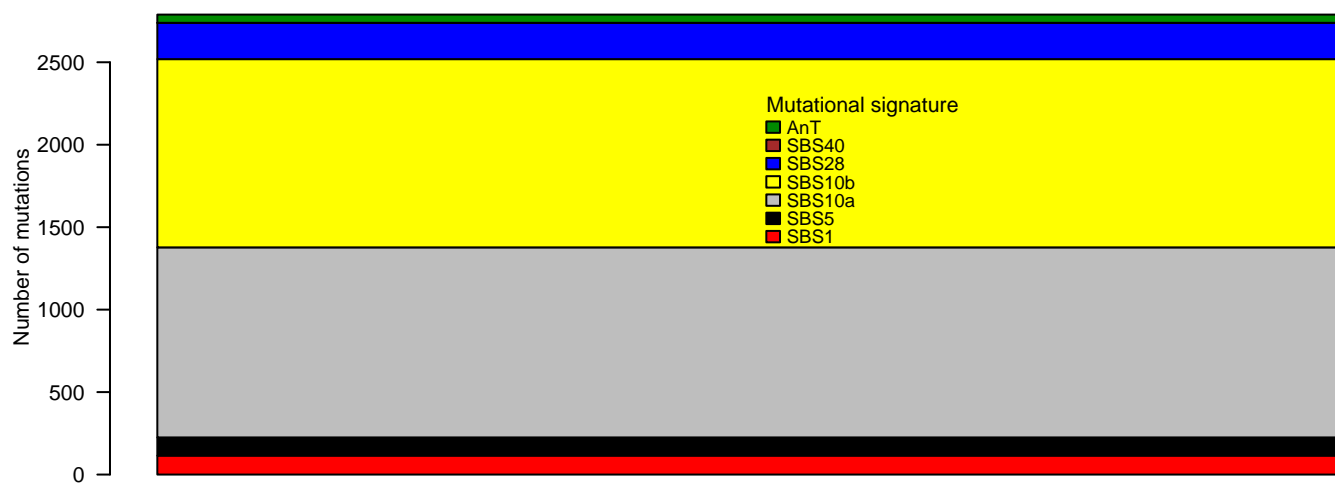 Number of mutations
2500
2000
1500
1000
500
0
Mutational signature
AnT
SBS40
SBS28
SBS10b
SBS10a
SBS5
SBS1